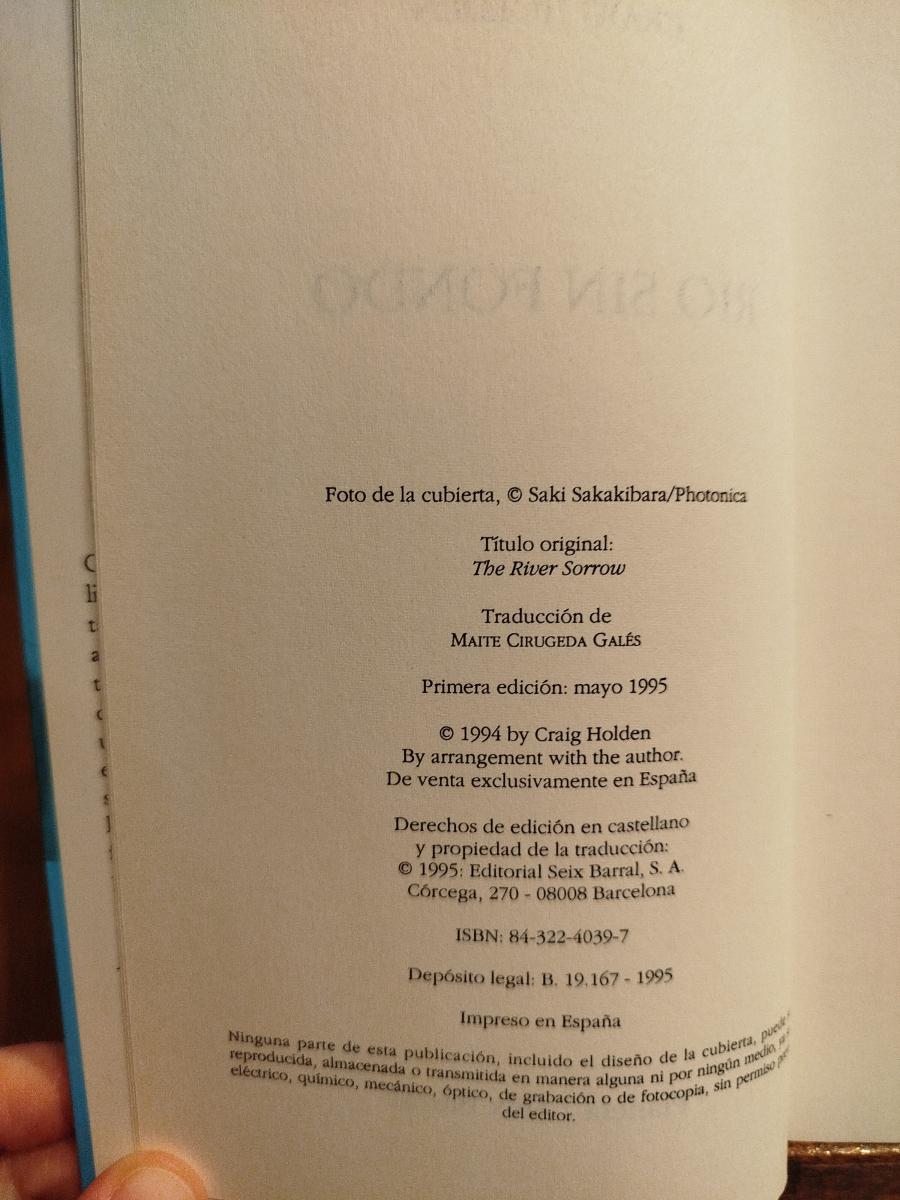 RIO SIN FONDO
Foto de la cubierta, © Saki Sakakibara/Photonica
Título original:
The River Sorrow
Traducción de
MAITE CIRUGEDA GALÉS
Primera edición: mayo 1995
© 1994 by Craig Holden
By arrangement with the author.
De venta exclusivamente en España
Derechos de edición en castellano
y propiedad de la traducción:
© 1995: Editorial Seix Barral, S. A.
Córcega, 270 - 08008 Barcelona
ISBN: 84-322-4039-7
Depósito legal: B. 19.167 - 1995
Impreso en España
Ninguna parte de esta publicación, incluido el diseño de la cubierta, puede
reproducida, almacenada o transmitida en manera alguna ni por ningún medio,
eléctrico, químico, mecánico, óptico, de grabación o de fotocopia, sin permiso
del editor.